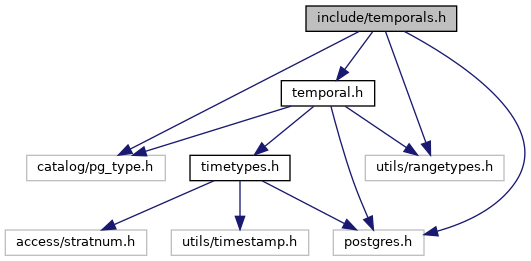 include/temporals.h
temporal.h
catalog/pg_type.h
timetypes.h
utils/rangetypes.h
access/stratnum.h
utils/timestamp.h
postgres.h